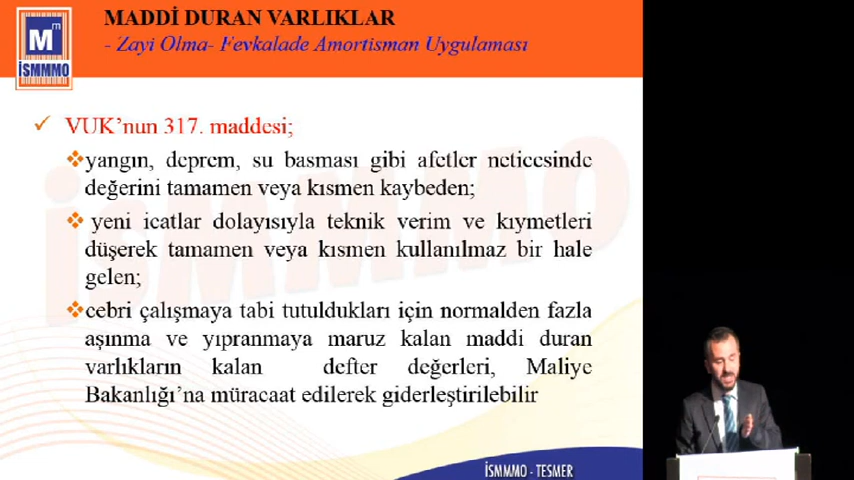 MADDİ DURAN VARLIKLAR
- Zayi Olma- Fevkalade Amortisman Uygulaması
M m
İSMMMO
VUK’nun 317. maddesi;
yangın, deprem, su basması gibi afetler neticesinde
değerini tamamen veya kısmen kaybeden;
yeni icatlar dolayısıyla teknik verim ve kıymetleri
düşerek tamamen veya kısmen kullanılmaz bir hale
gelen;
cebri çalışmaya tabi tutuldukları için normalden fazla
aşınma ve yıpranmaya maruz kalan maddi duran
varlıkların kalan defter değerleri, Maliye
Bakanlığı’na müracaat edilerek giderleştirilebilir
İSMMMO
İSMMMO - TESMER